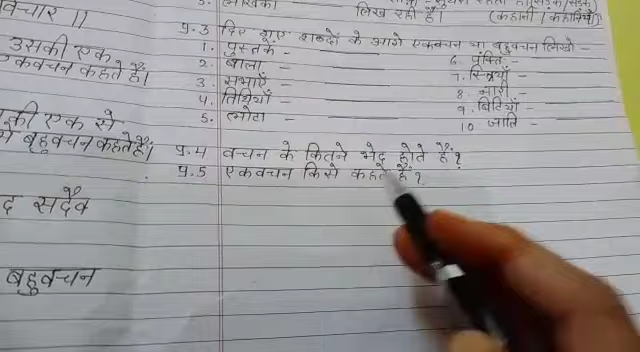 विचार ।।
उसकी एक
एकवचन कहते हैं।
की एक से
बहुवचन कहते हैं।
सदैव
बहुवचन
लिख रही है। (कहानी / कहानियाँ)
प्र.3 दिए गए शब्दों के आगे एकवचन या बहुवचन लिखो -
1. पुस्तक -
2. बाला -
3. सभाएँ -
4. तिथियाँ -
5. लोटा -
6. पंक्ति -
7. स्त्रियाँ -
8. नारी -
9. चिटियाँ -
10 जाति -
प्र.4 वचन के कितने भेद होते हैं?
प्र.5 एकवचन किसे कहते हैं?